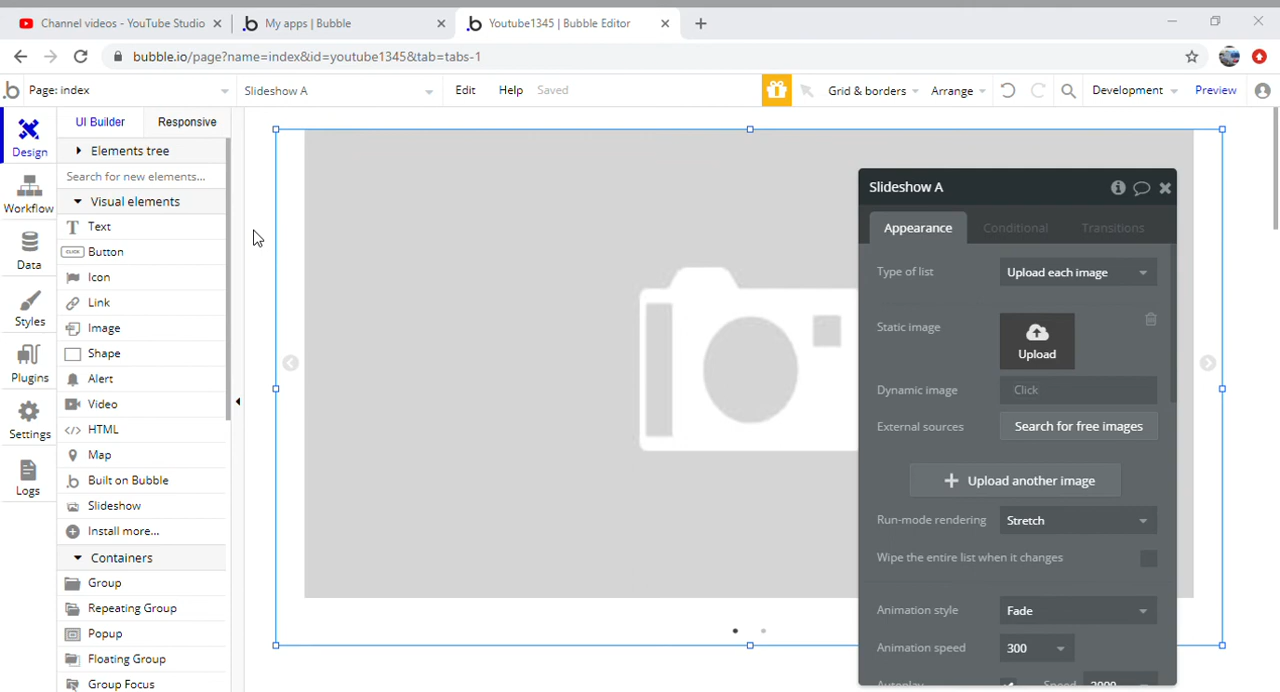 Channel videos - YouTube Studio
My apps | Bubble
Youtube1345 | Bubble Editor
bubble.io/page?name=index&id=youtube1345&tab=tabs-1
Page: index
Slideshow A
Edit
Help
Saved
Grid & borders
Arrange
Development
Preview
Design
Workflow
Data
Styles
Plugins
Settings
Logs
UI Builder
Responsive
Elements tree
Search for new elements...
Visual elements
Text
CLICK Button
Icon
Link
Image
Shape
Alert
Video
HTML
Map
Built on Bubble
Slideshow
Install more...
Containers
Group
Repeating Group
Popup
Floating Group
Group Focus
Slideshow A
Appearance
Conditional
Transitions
Type of list
Upload each image
Static image
Upload
Dynamic image
Click
External sources
Search for free images
Upload another image
Run-mode rendering
Stretch
Wipe the entire list when it changes
Animation style
Fade
Animation speed
300
Autoplay
Speed